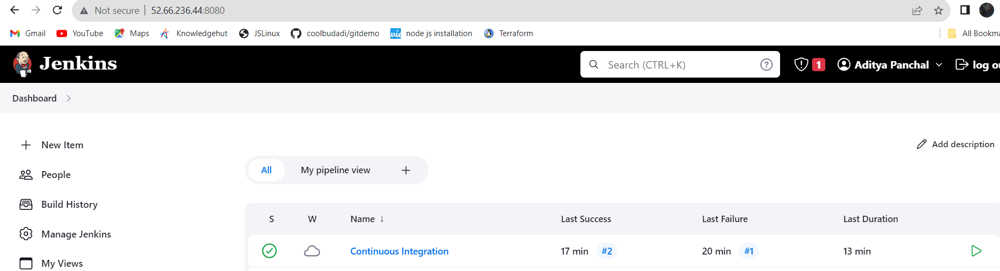 Not secure | 52.66.236.44:8080
Gmail YouTube Maps Knowledgehut JSLinux coolbudadi/gitdemo node js installation Terraform All Bookma
Jenkins Search (CTRL+K) ? 1 Aditya Panchal log ou
Dashboard
New Item
Add description
All My pipeline view +
People
Build History
S W Name ↓ Last Success Last Failure Last Duration
Manage Jenkins
Continuous Integration 17 min #2 20 min #1 13 min
My Views